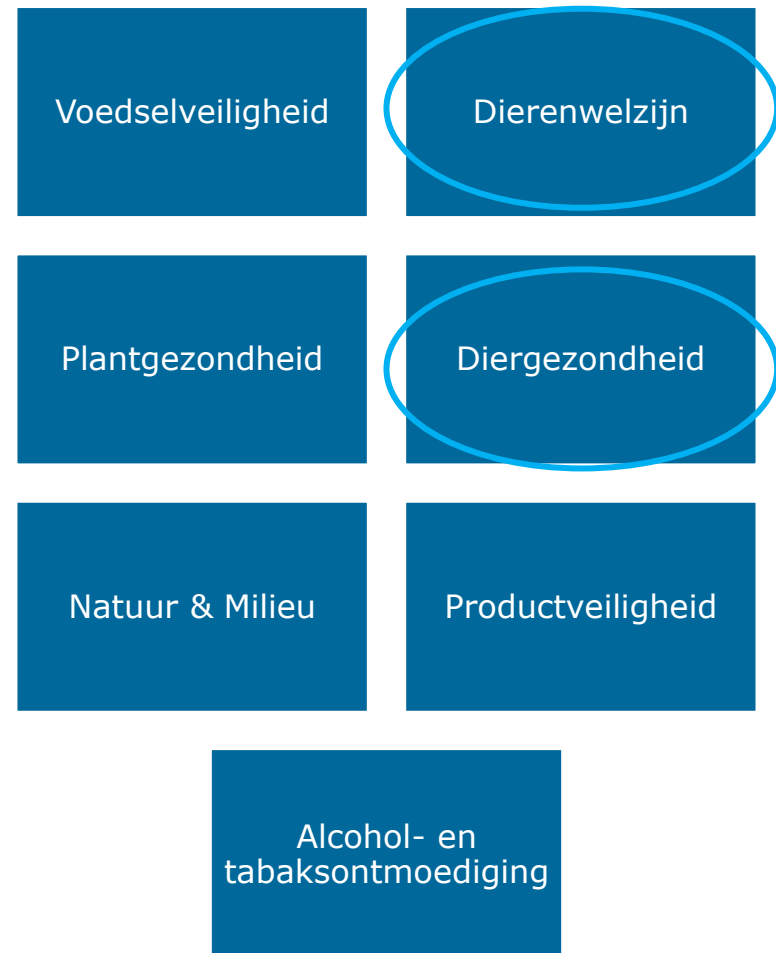 Voedselveiligheid
Dierenwelzijn
Plantgezondheid
Diergezondheid
Natuur & Milieu
Productveiligheid
Alcohol- en
tabaksontmoediging